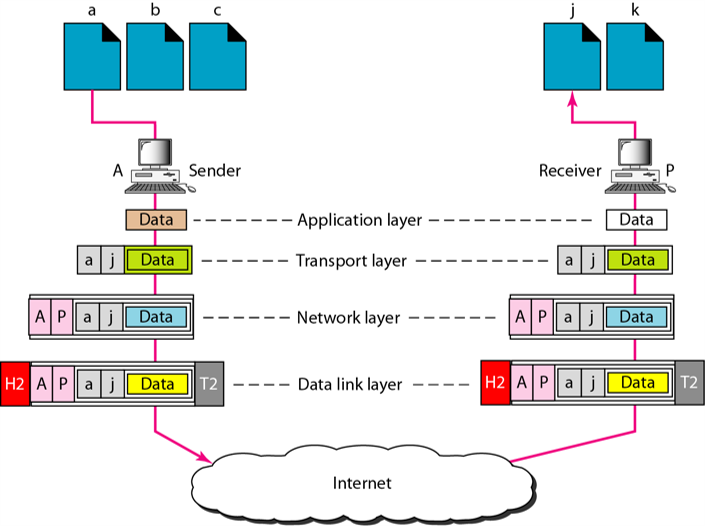 a b c j k
A Sender Receiver P
Data Application layer Data
a j Data Transport layer a j Data
A P a j Data Network layer A P a j Data
H2 A P a j Data T2 Data link layer H2 A P a j Data T2
Internet